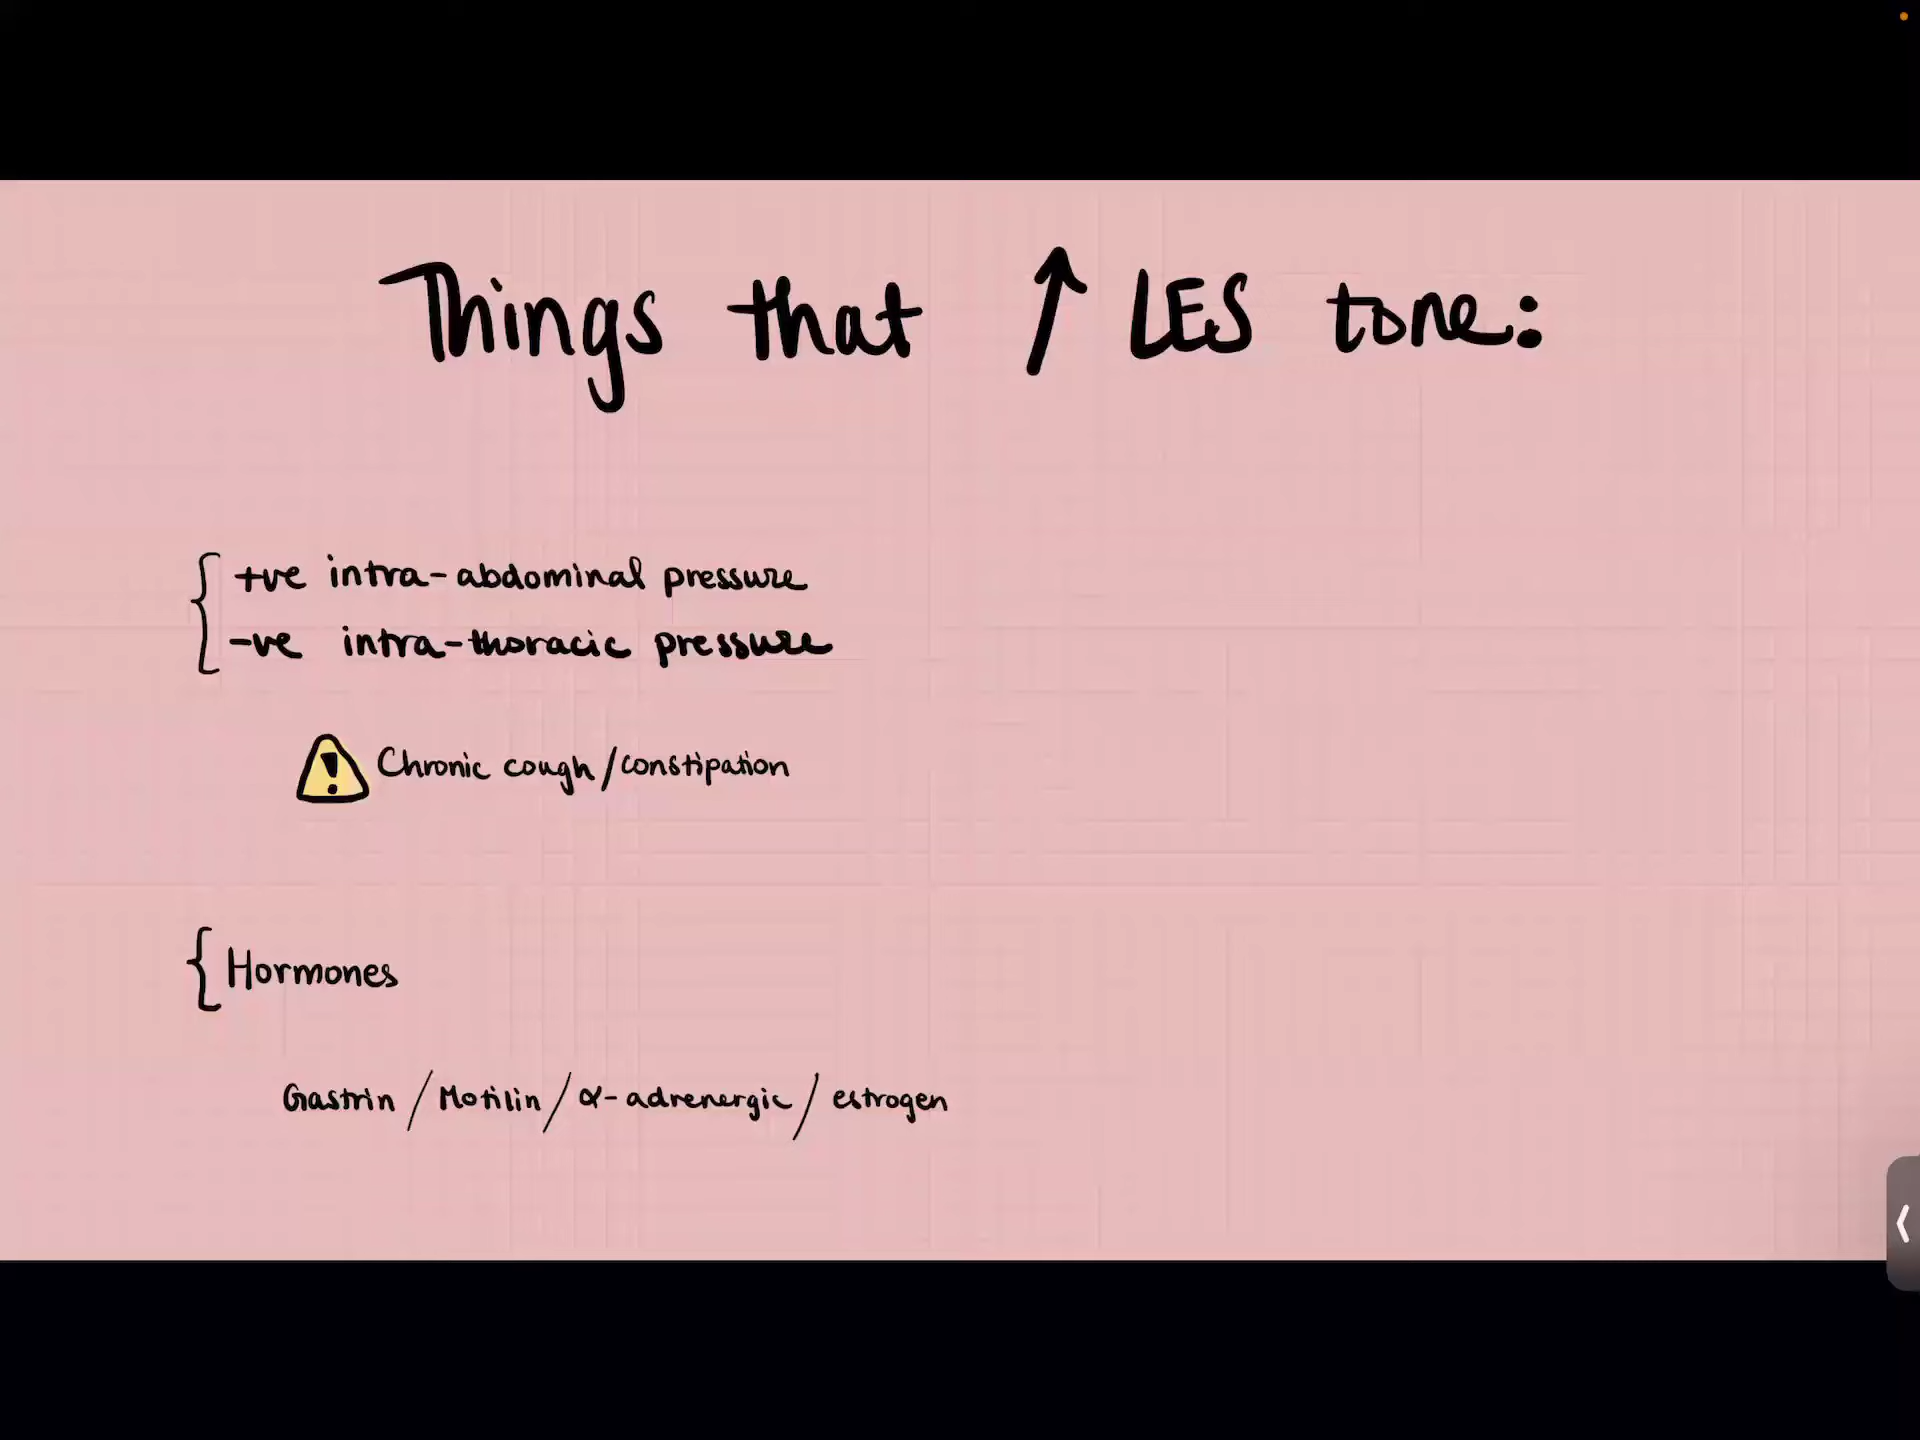 Things that ↑ LES tone:
+ve intra-abdominal pressure
-ve intra-thoracic pressure
Chronic cough/constipation
Hormones
Gastrin / Motilin / α-adrenergic / estrogen